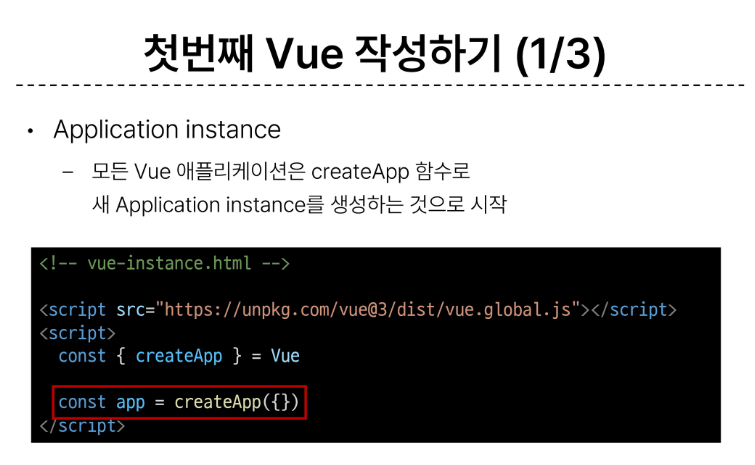 첫번째 Vue 작성하기 (1/3)
• Application instance
– 모든 Vue 애플리케이션은 createApp 함수로
새 Application instance를 생성하는 것으로 시작
<!-- vue-instance.html -->
<script src="https://unpkg.com/vue@3/dist/vue.global.js"></script>
<script>
const { createApp } = Vue
const app = createApp({})
</script>